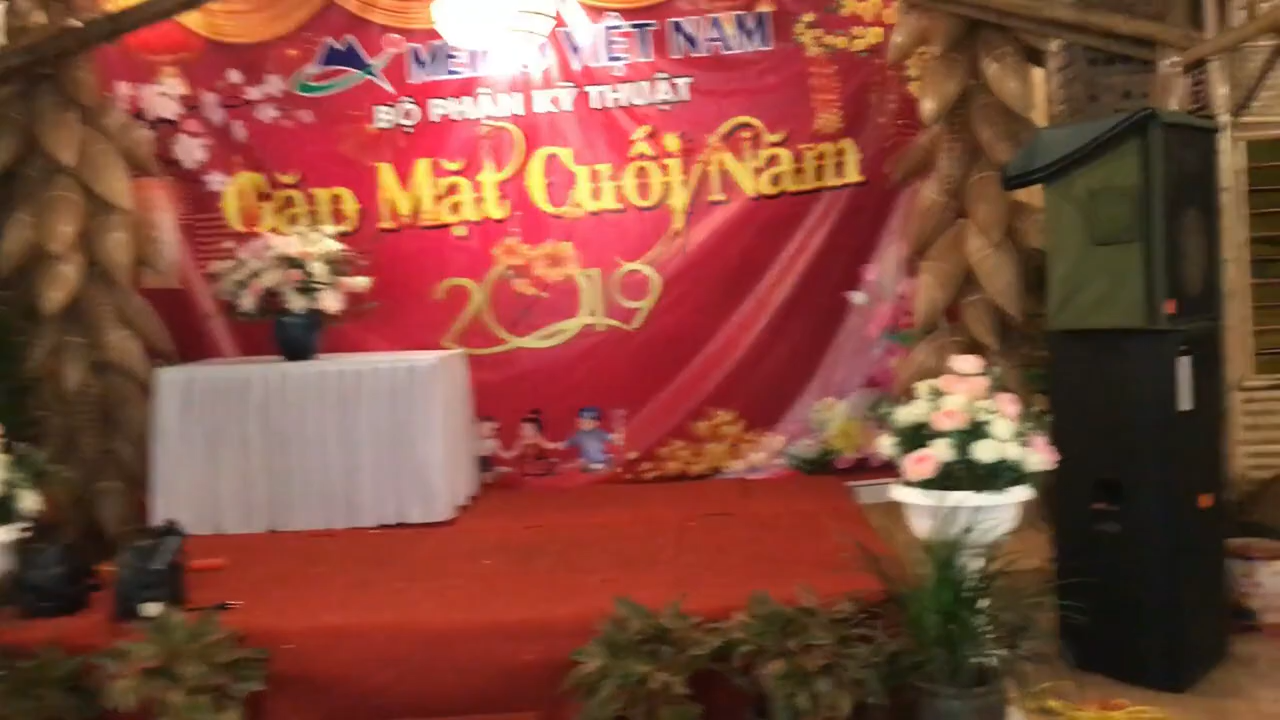 VIỆT NAM
BỘ PHẬN KỸ THUẬT
Gặp Mặt Cuối Năm
2019